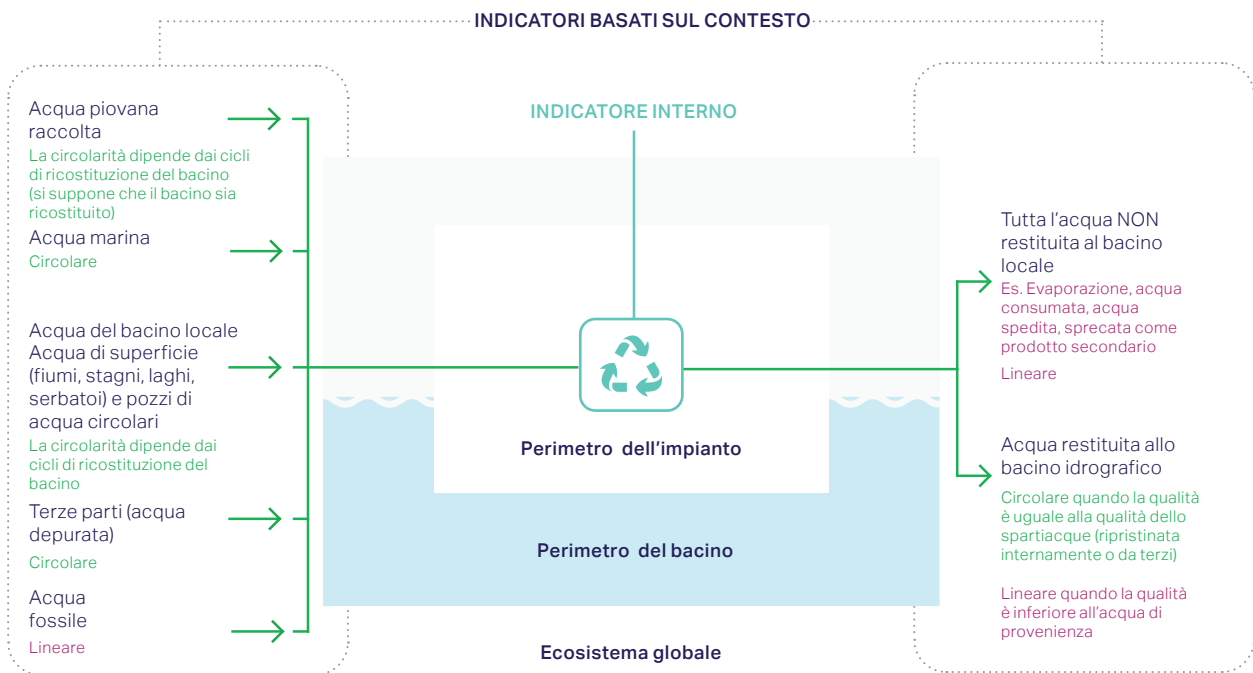 INDICATORI BASATI SUL CONTESTO
Acqua piovana
raccolta
La circolarità dipende dai cicli
di ricostituzione del bacino
(si suppone che il bacino sia
ricostituito)
Acqua marina
Circolare
Acqua del bacino locale
Acqua di superficie
(fiumi, stagni, laghi,
serbatoi) e pozzi di
acqua circolari
La circolarità dipende dai
cicli di ricostituzione del
bacino
Terze parti (acqua
depurata)
Circolare
Acqua
fossile
Lineare
INDICATORE INTERNO
Perimetro dell'impianto
Perimetro del bacino
Ecosistema globale
Tutta l'acqua NON
restituita al bacino
locale
Es. Evaporazione, acqua
consumata, acqua
spedita, sprecata come
prodotto secondario
Lineare
Acqua restituita allo
bacino idrografico
Circolare quando la qualità
è uguale alla qualità dello
spartiacque (ripristinata
internamente o da terzi)
Lineare quando la qualità
è inferiore all'acqua di
provenienza